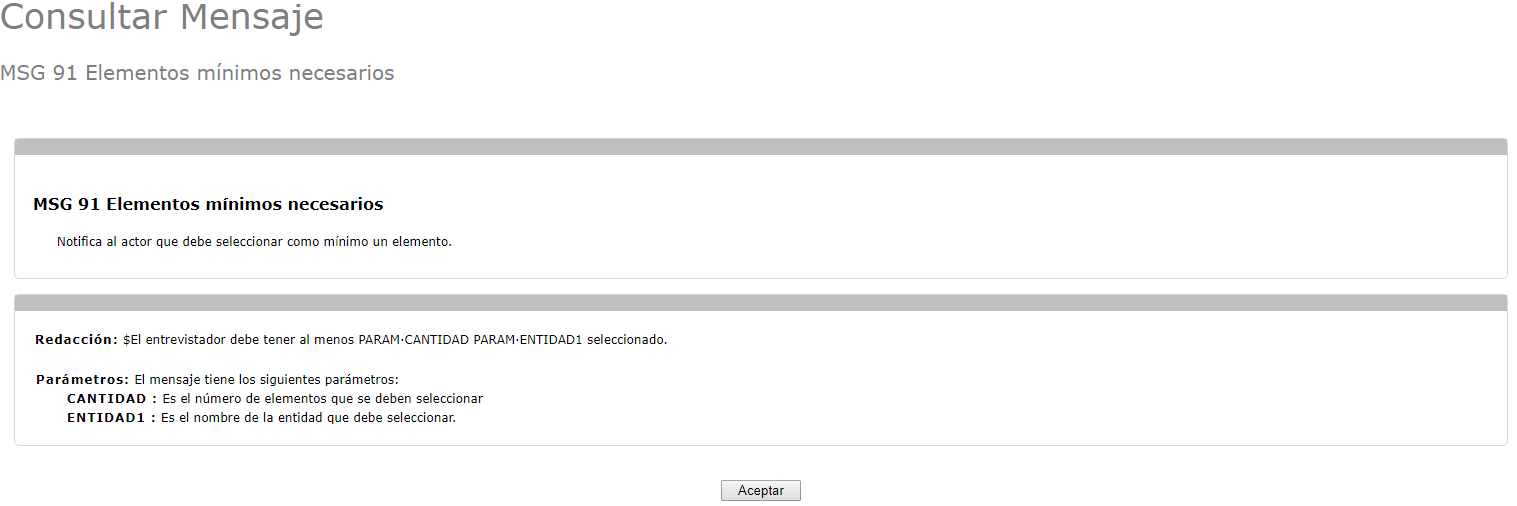 Consultar Mensaje
MSG 91 Elementos mínimos necesarios
MSG 91 Elementos mínimos necesarios
Notifica al actor que debe seleccionar como mínimo un elemento.
Redacción: $El entrevistador debe tener al menos PARAM·CANTIDAD PARAM·ENTIDAD1 seleccionado.
Parámetros: El mensaje tiene los siguientes parámetros:
CANTIDAD : Es el número de elementos que se deben seleccionar
ENTIDAD1 : Es el nombre de la entidad que debe seleccionar.
Aceptar